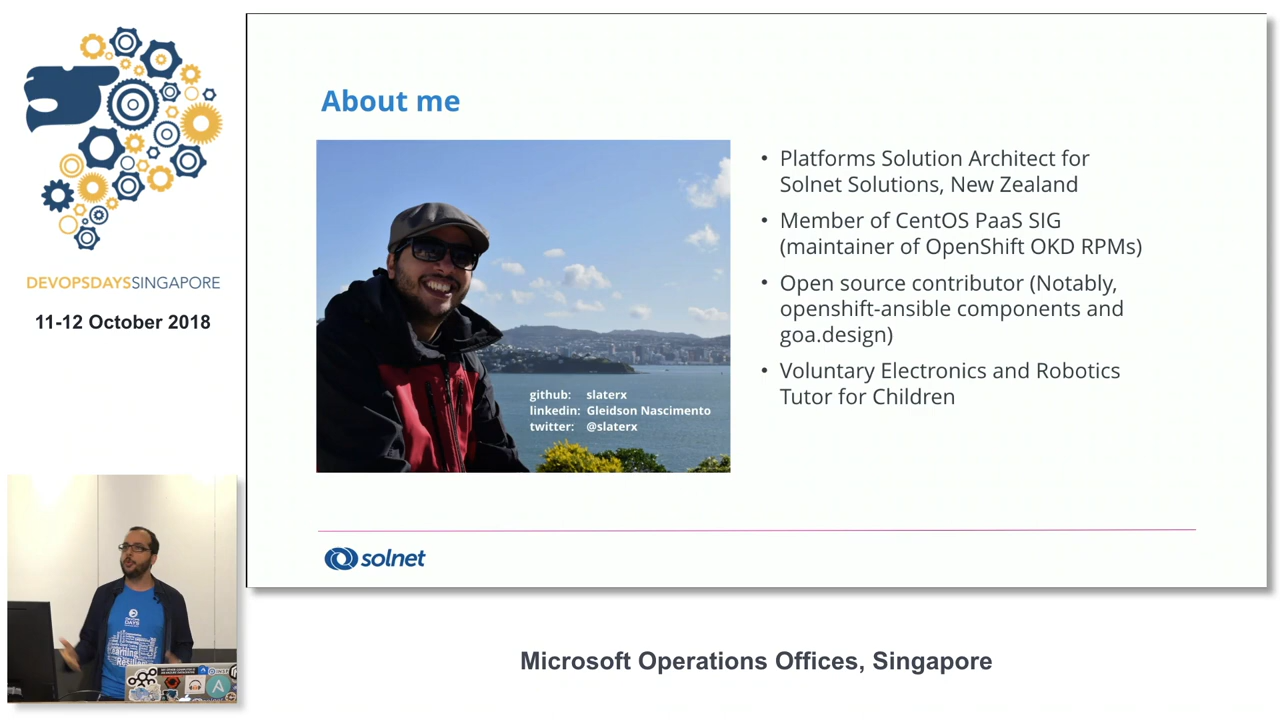 DEVOPSDAYSSINGAPORE
11-12 October 2018
About me
github: slaterx
linkedin: Gleidson Nascimento
twitter: @slaterx
• Platforms Solution Architect for
Solnet Solutions, New Zealand
• Member of CentOS PaaS SIG
(maintainer of OpenShift OKD RPMs)
• Open source contributor (Notably,
openshift-ansible components and
goa.design)
• Voluntary Electronics and Robotics
Tutor for Children
solnet
DAYS
Microsoft Operations Offices, Singapore